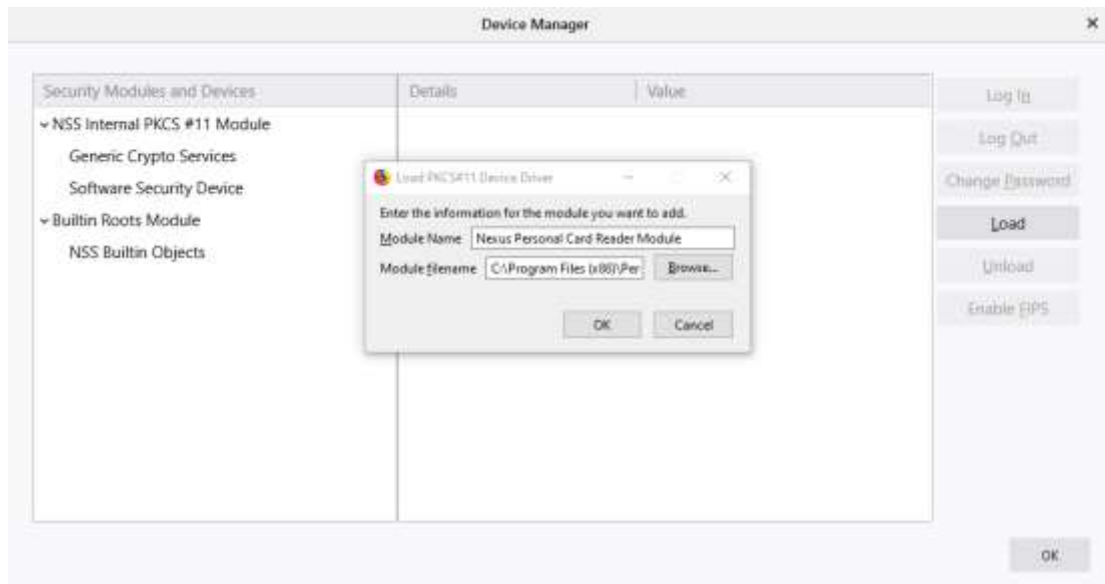 Device Manager
Security Modules and Devices
Details
Value
NSS Internal PKCS #11 Module
Generic Crypto Services
Software Security Device
Builtin Roots Module
NSS Builtin Objects
Load PKCS#11 Device Driver
Enter the information for the module you want to add.
Module Name Nexus Personal Card Reader Module
Module filename C:\Program Files (x86)\Per Browse...
OK Cancel
Log In
Log Out
Change Password
Load
Unload
Enable FIPS
OK